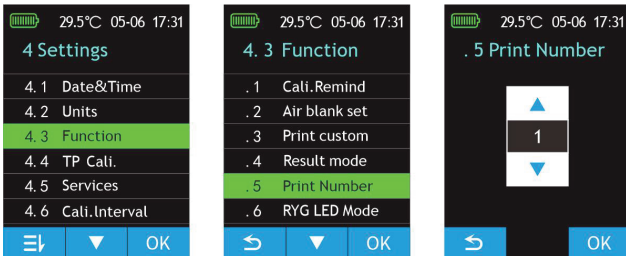 29.5℃ 05-06 17:31
4 Settings
4.1 Date&Time
4.2 Units
4.3 Function
4.4 TP Cali.
4.5 Services
4.6 Cali.Interval
OK
29.5℃ 05-06 17:31
4.3 Function
.1 Cali.Remind
.2 Air blank set
.3 Print custom
.4 Result mode
.5 Print Number
.6 RYG LED Mode
OK
29.5℃ 05-06 17:31
.5 Print Number
1
OK